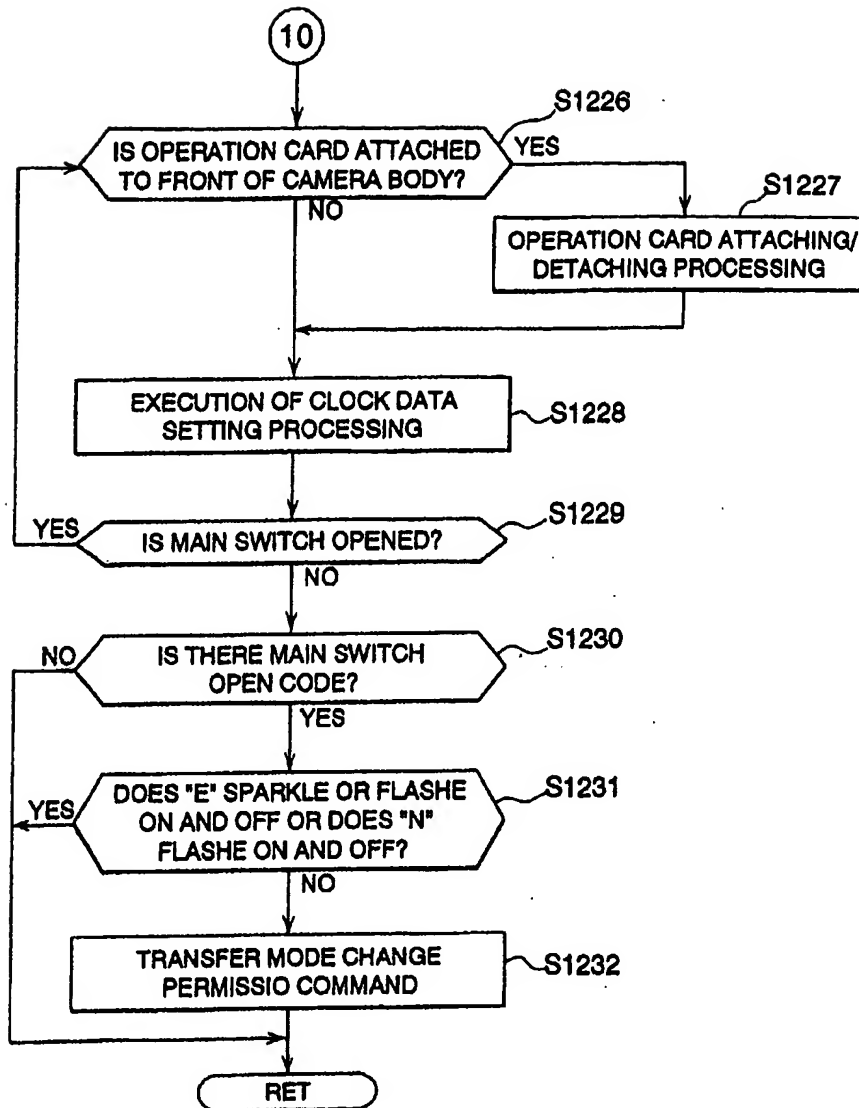 10
S1226
IS OPERATION CARD ATTACHED
TO FRONT OF CAMERA BODY?
YES
NO
S1227
OPERATION CARD ATTACHING/
DETACHING PROCESSING
EXECUTION OF CLOCK DATA
SETTING PROCESSING
S1228
S1229
YES
IS MAIN SWITCH OPENED?
NO
S1230
NO
IS THERE MAIN SWITCH
OPEN CODE?
YES
S1231
YES
DOES "E" SPARKLE OR FLASHE
ON AND OFF OR DOES "N"
FLASHE ON AND OFF?
NO
TRANSFER MODE CHANGE
PERMISSIO COMMAND
S1232
RET